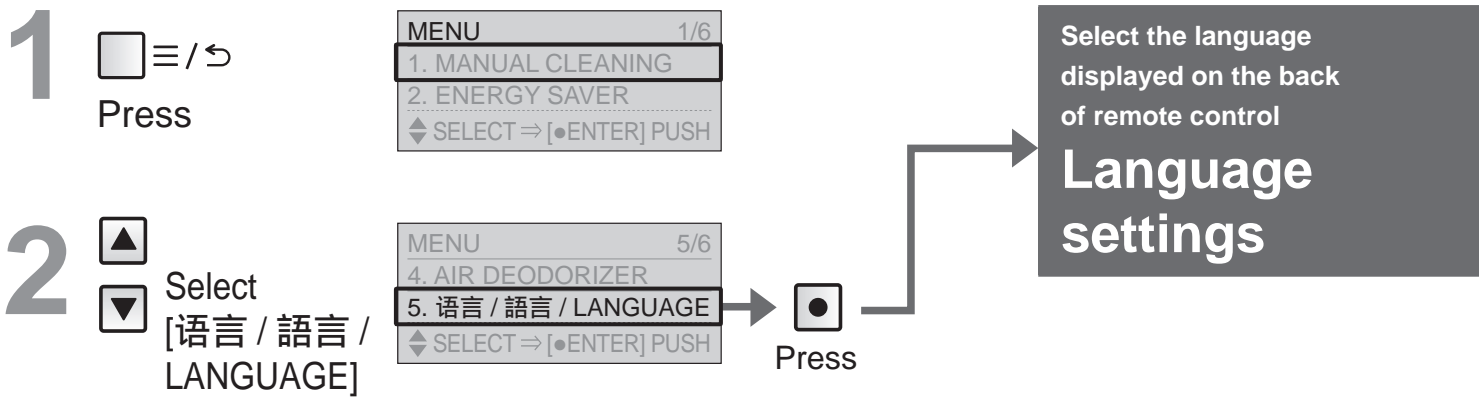 1
≡/⮌
Press
MENU 1/6
1. MANUAL CLEANING
2. ENERGY SAVER
SELECT⇒[●ENTER] PUSH
2
▲
▼
Select
[语言 / 語言 /
LANGUAGE]
MENU 5/6
4. AIR DEODORIZER
5. 语言 / 語言 / LANGUAGE
SELECT⇒[●ENTER] PUSH
Press
Select the language
displayed on the back
of remote control
Language
settings